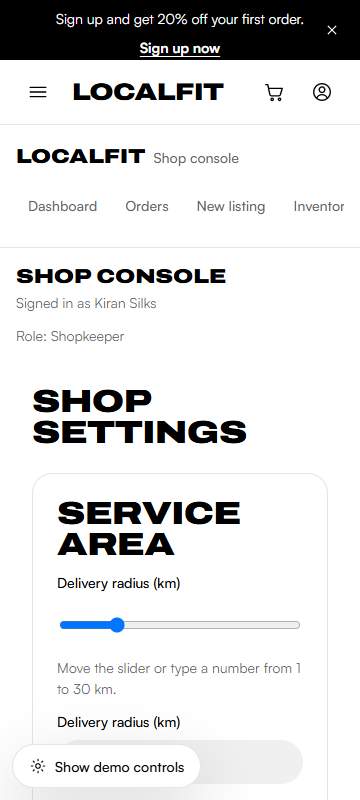 Sign up and get 20% off your first order.
Sign up now
LOCALFIT
LOCALFIT Shop console
Dashboard Orders New listing Inventor
SHOP CONSOLE
Signed in as Kiran Silks
Role: Shopkeeper
SHOP
SETTINGS
SERVICE
AREA
Delivery radius (km)
Move the slider or type a number from 1
to 30 km.
Delivery radius (km)
Show demo controls